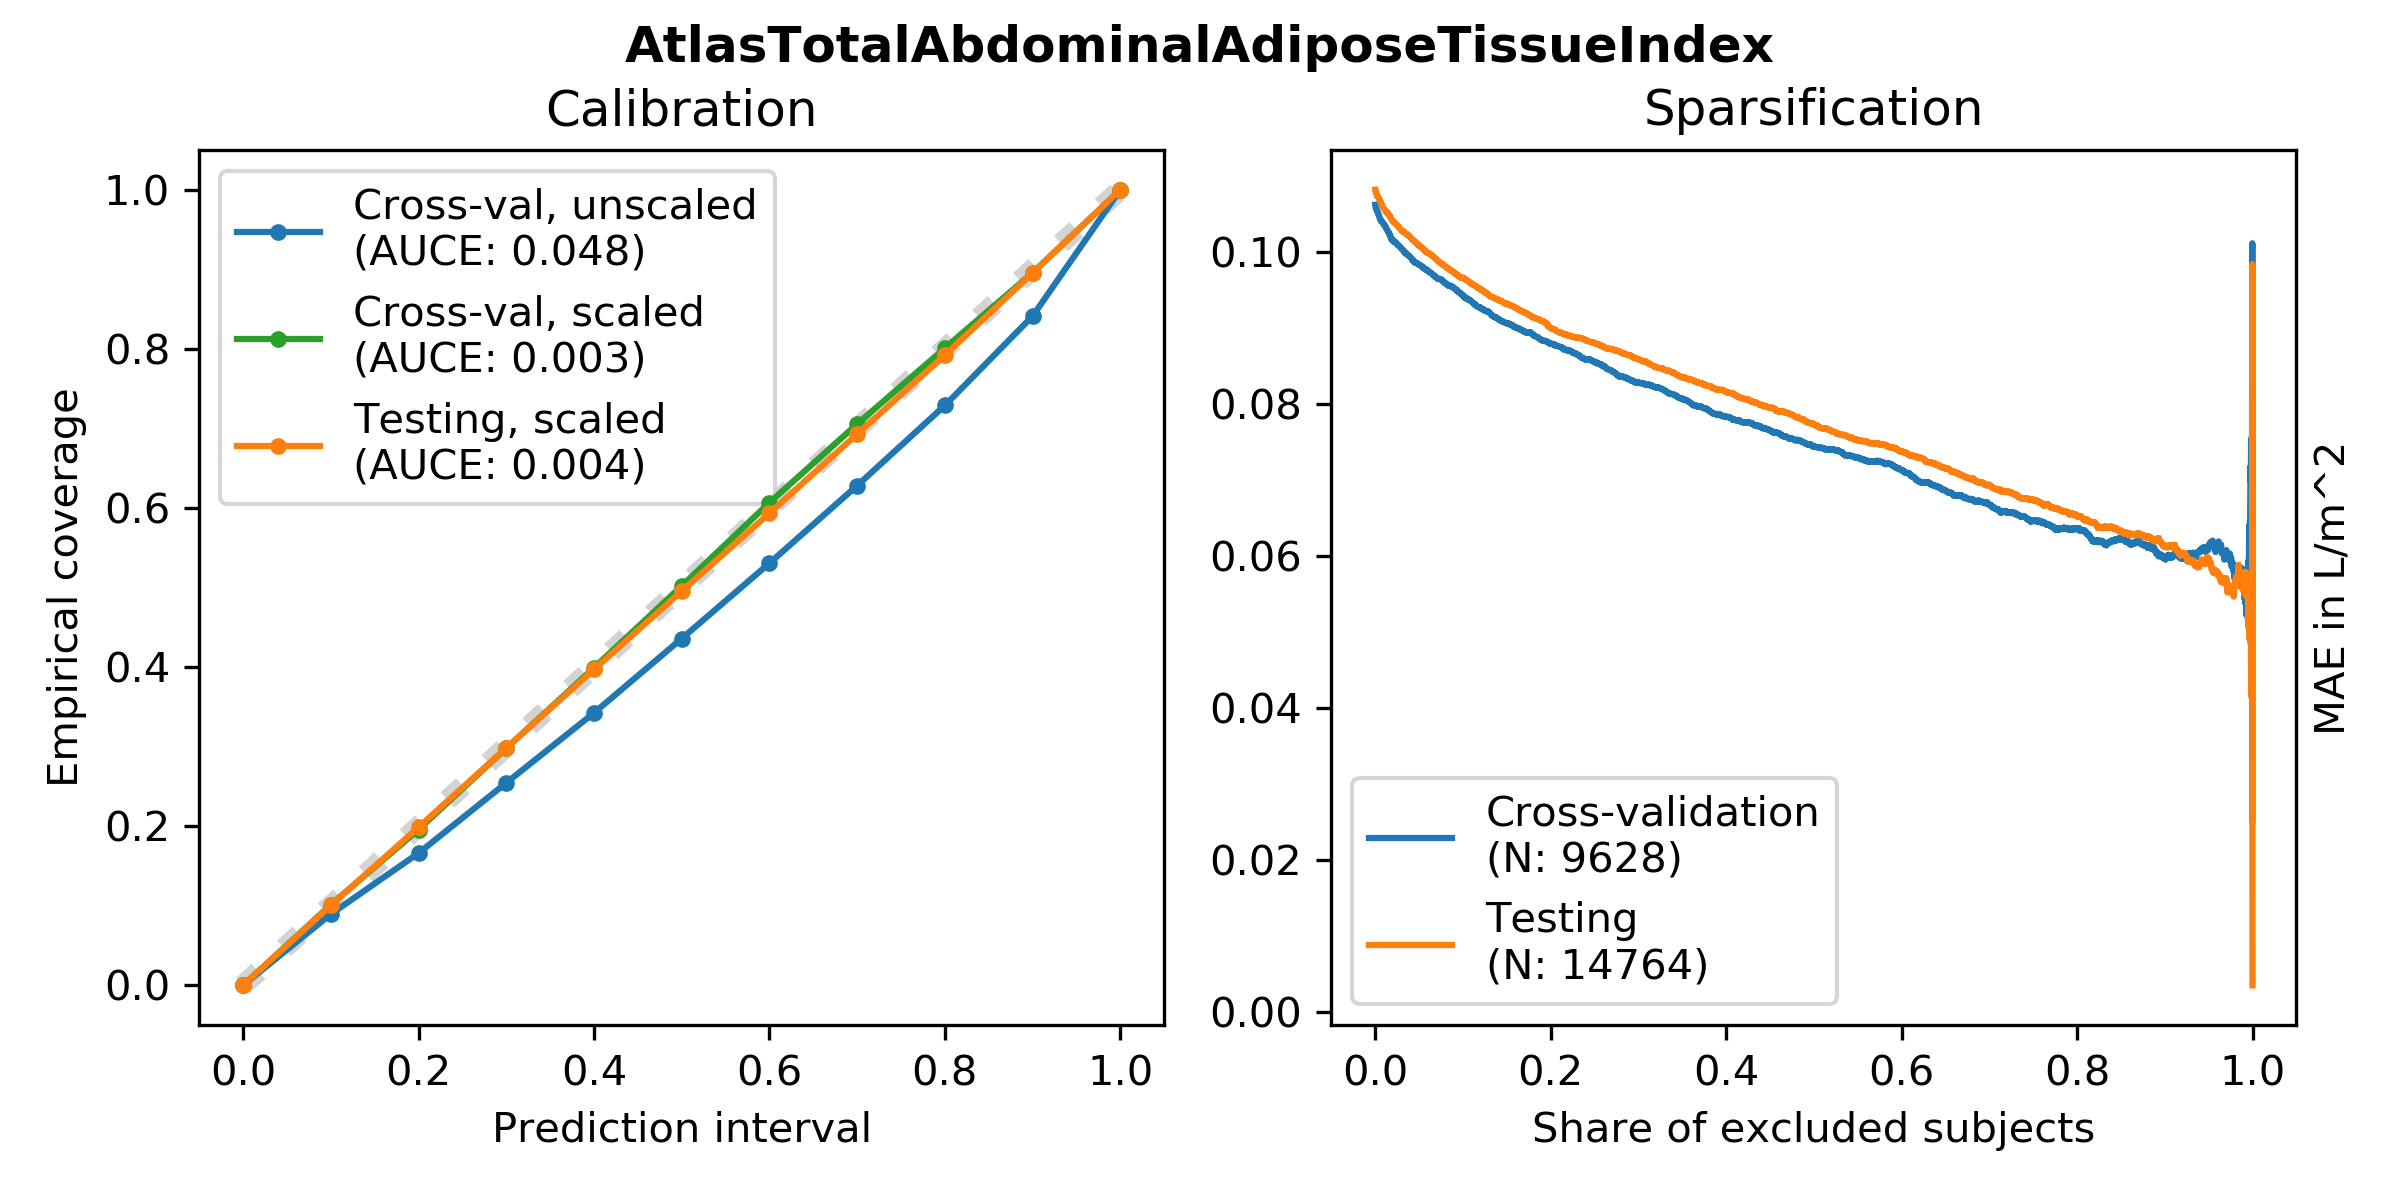 AtlasTotalAbdominalAdiposeTissueIndex
Calibration
Cross-val, unscaled
(AUCE: 0.048)
Cross-val, scaled
(AUCE: 0.003)
Testing, scaled
(AUCE: 0.004)
1.0
0.8
0.6
0.4
0.2
0.0
Empirical coverage
0.0 0.2 0.4 0.6 0.8 1.0
Prediction interval
Sparsification
0.10
0.08
0.06
0.04
0.02
0.00
Cross-validation
(N: 9628)
Testing
(N: 14764)
MAE in L/m^2
0.0 0.2 0.4 0.6 0.8 1.0
Share of excluded subjects